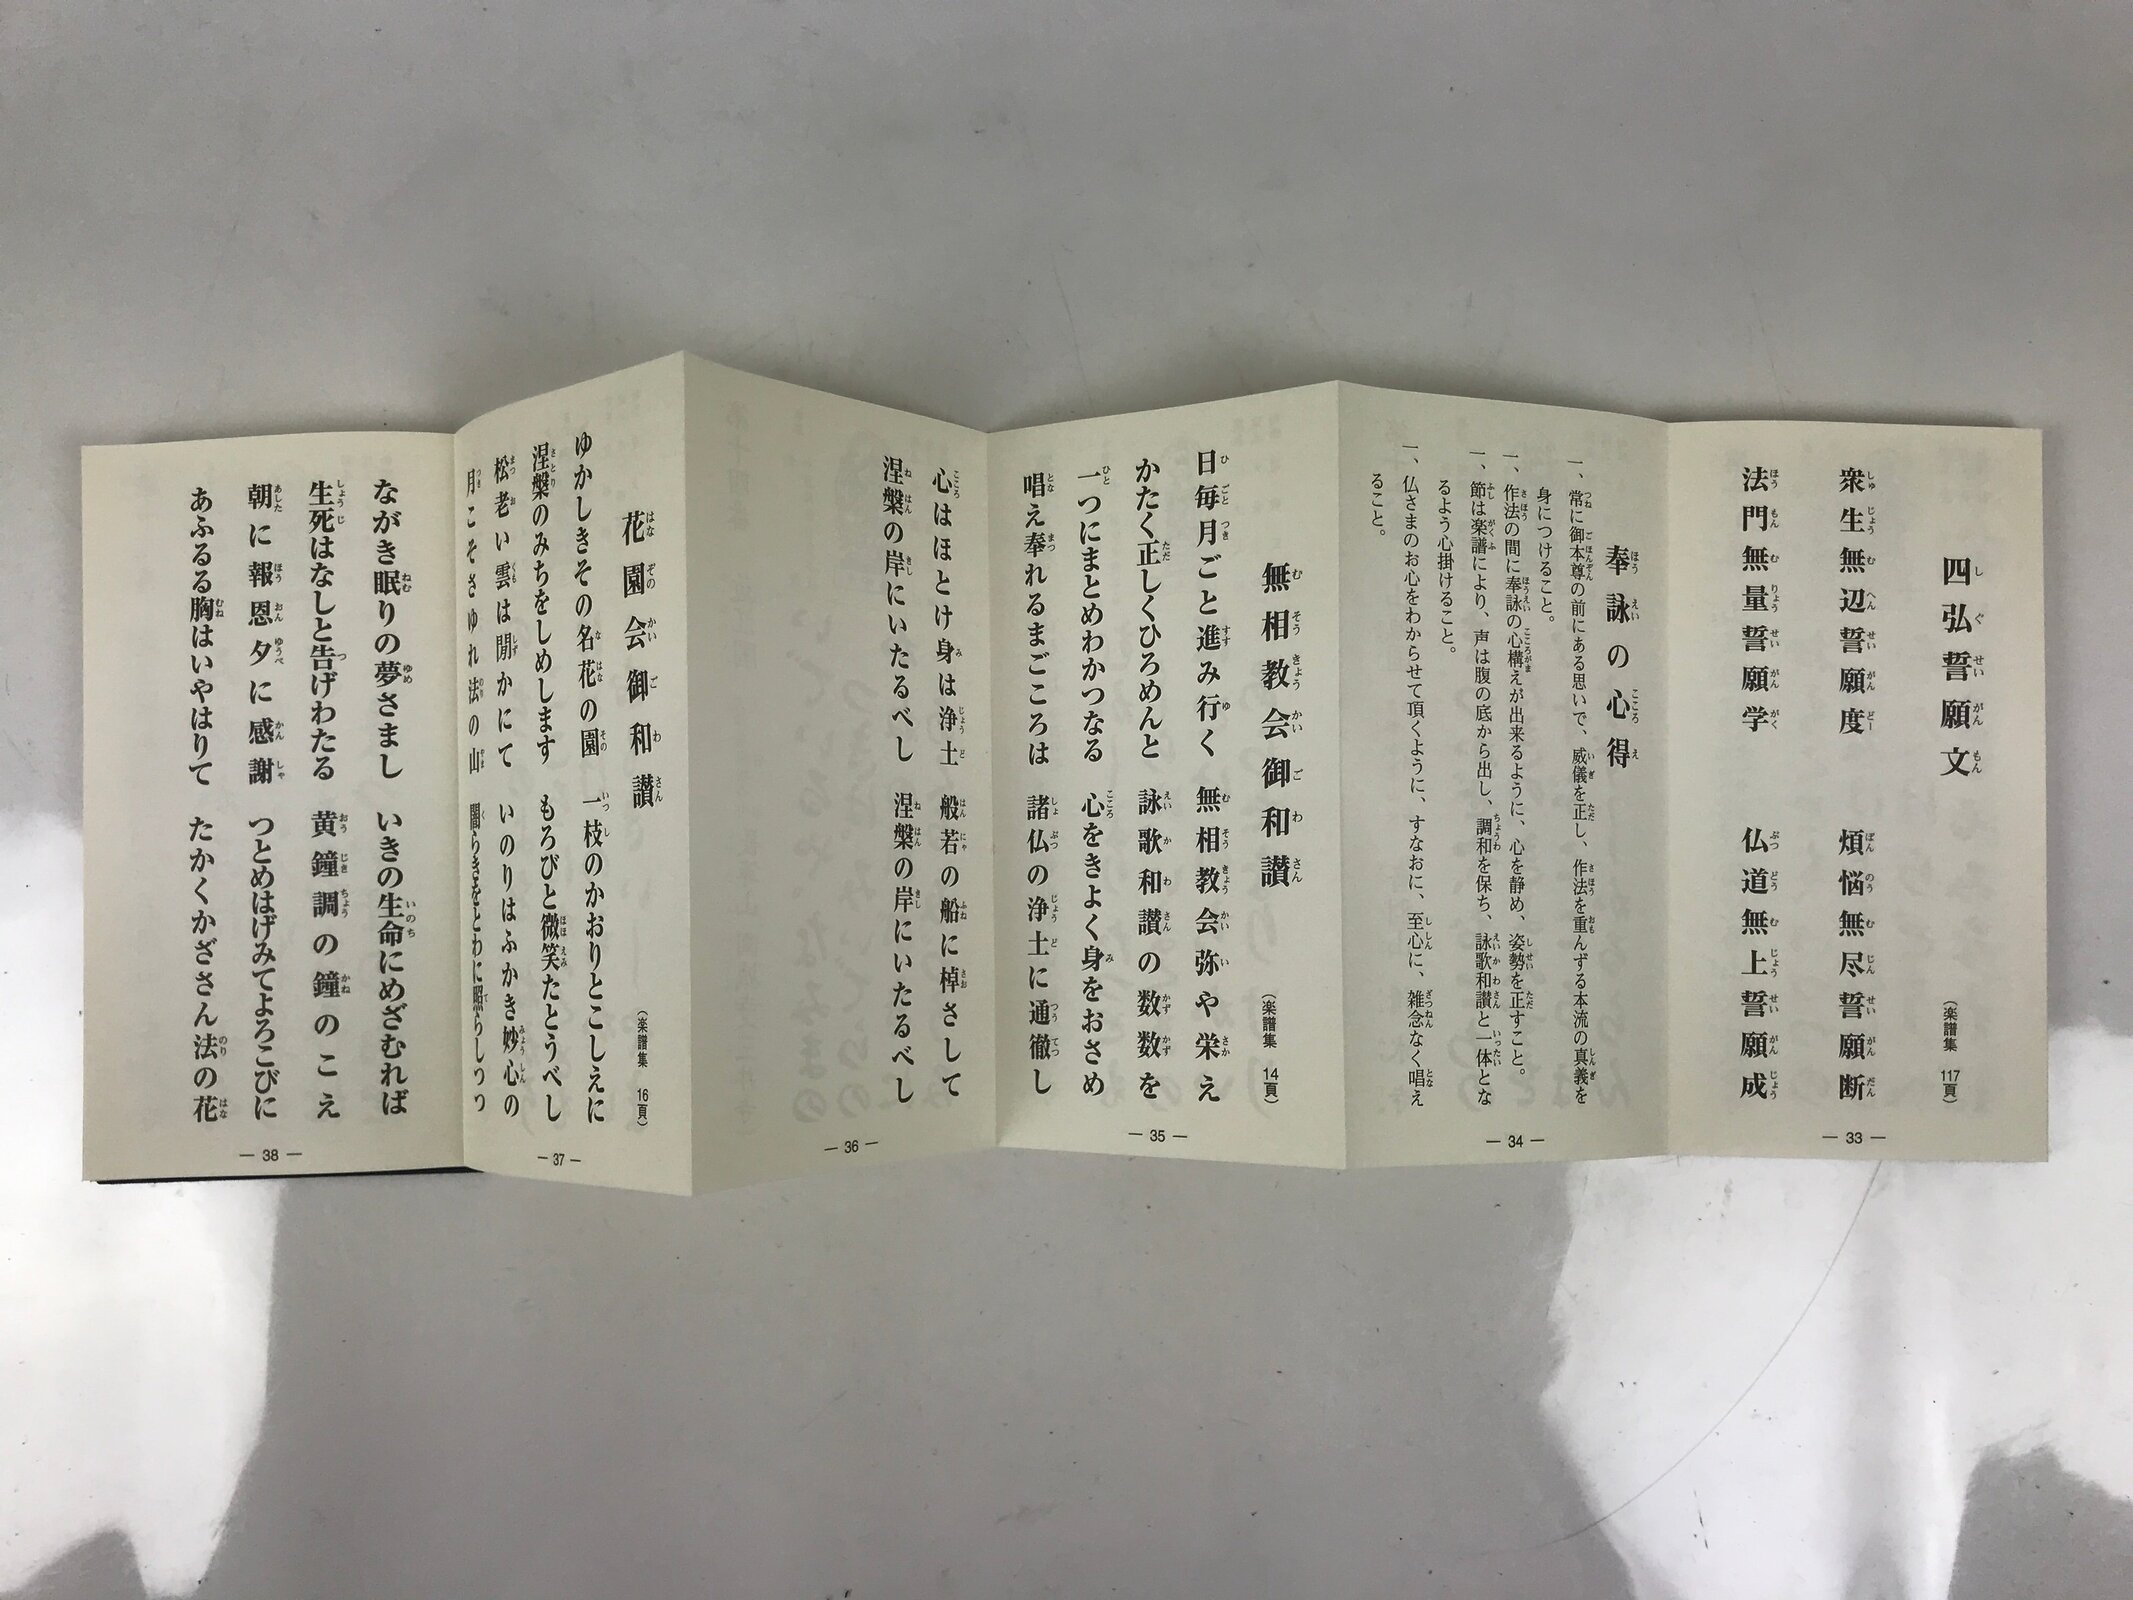 四弘誓願文
（楽譜集　117頁）
衆生無辺誓願度　煩悩無尽誓願断
法門無量誓願学　仏道無上誓願成
― 33 ―
奉詠の心得
一、常に御本尊の前にある思いで、威儀を正し、作法を重んずる本流の真義を
身につけること。
一、作法の間に奉詠の心構えが出来るように、心を静め、姿勢を正すこと。
一、節は楽譜により、声は腹の底から出し、調和を保ち、詠歌和讃と一体とな
るよう心掛けること。
一、仏さまのお心をわからせて頂くように、すなおに、至心に、雑念なく唱え
ること。
― 34 ―
無相教会御和讃
（楽譜集　14頁）
日毎月ごと進み行く　無相教会弥や栄え
かたく正しくひろめんと　詠歌和讃の数数を
一つにまとめわかつなる　心をきよく身をおさめ
唱え奉れるまごころは　諸仏の浄土に通徹し
― 35 ―
心はほとけ身は浄土　般若の船に棹さして
涅槃の岸にいたるべし　涅槃の岸にいたるべし
― 36 ―
花園会御和讃
（楽譜集　16頁）
ゆかしきその名花の園　一枝のかおりとこしえに
涅槃のみちをしめします　もろびと微笑たとうべし
松老い雲は閒かにて　いのりはふかき妙心の
月こそさゆれ法の山　闇らきをとわに照らしつつ
― 37 ―
ながき眠りの夢さまし　いきの生命にめざむれば
生死はなしと告げわたる　黄鐘調の鐘のこえ
朝に報恩夕に感謝　つとめはげみてよろこびに
あふるる胸はいやはりて　たかくかざさん法の花
― 38 ―